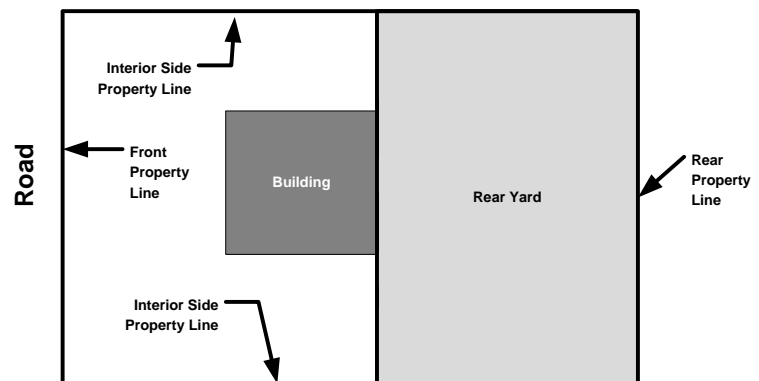 Interior Side
Property Line
Road
Front
Property
Line
Building
Rear Yard
Rear
Property
Line
Interior Side
Property Line